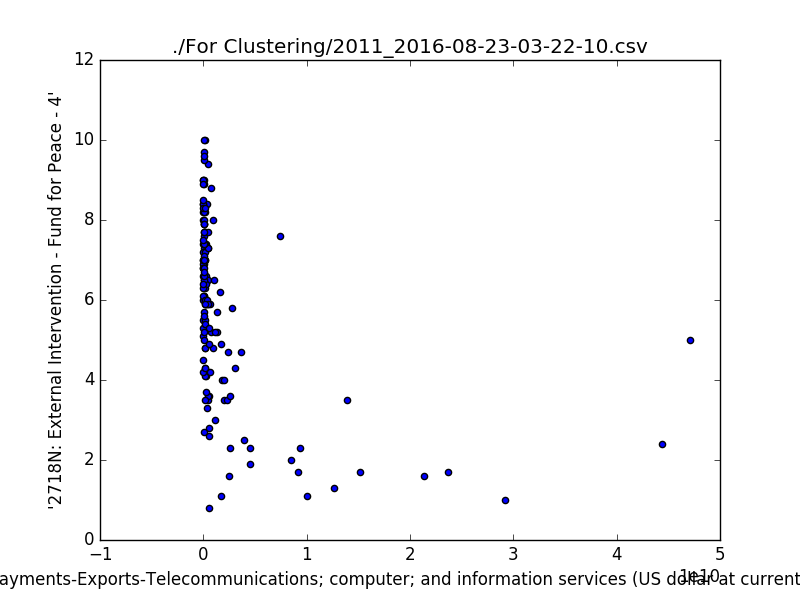 ./For Clustering/2011_2016-08-23-03-22-10.csv
'2718N: External Intervention - Fund for Peace - 4'
12
10
8
6
4
2
0
−1 0 1 2 3 4 5
1e10
ayments-Exports-Telecommunications; computer; and information services (US dollar at current